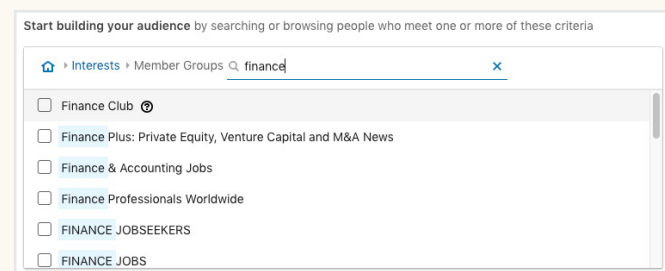 Start building your audience by searching or browsing people who meet one or more of these criteria
Interests Member Groups finance
Finance Club
Finance Plus: Private Equity, Venture Capital and M&A News
Finance & Accounting Jobs
Finance Professionals Worldwide
FINANCE JOBSEEKERS
FINANCE JOBS